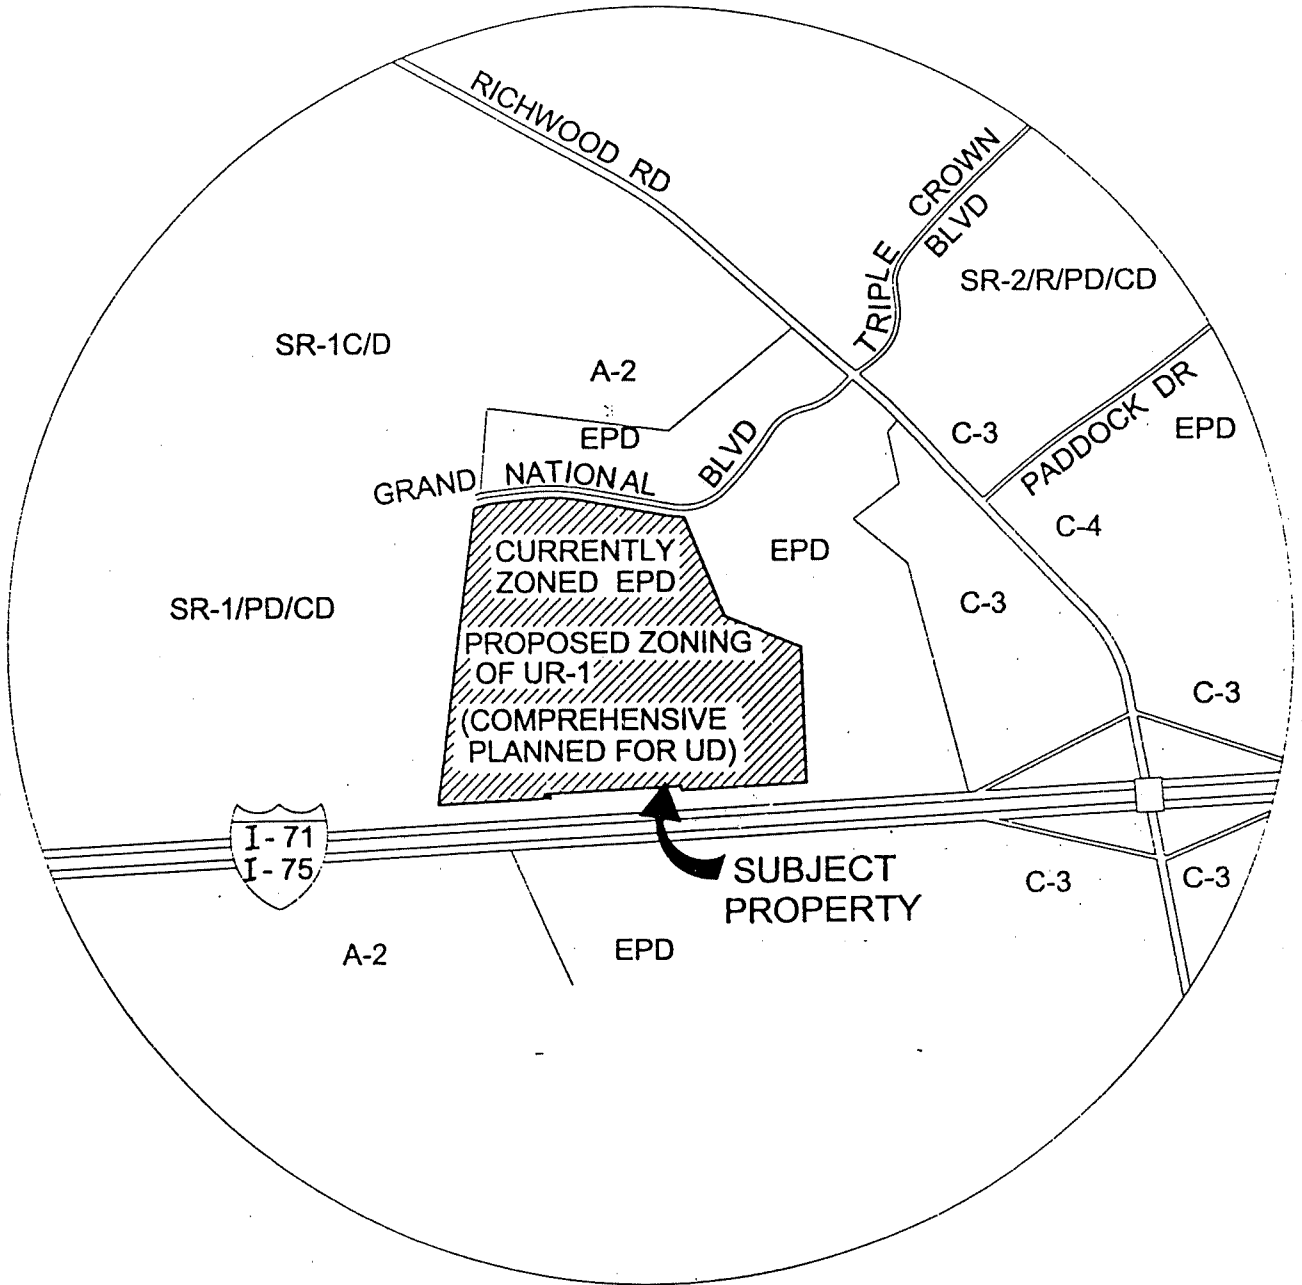 RICHWOOD RD
TRIPLE CROWN
BLVD
SR-2/R/PD/CD
SR-1C/D
A-2
PADDOCK DR
EPD
C-3
EPD
GRAND NATIONAL BLVD
C-4
CURRENTLY
ZONED EPD
EPD
SR-1/PD/CD
C-3
PROPOSED ZONING
OF UR-1
(COMPREHENSIVE
PLANNED FOR UD)
C-3
I-71
I-75
SUBJECT
PROPERTY
C-3
C-3
A-2
EPD